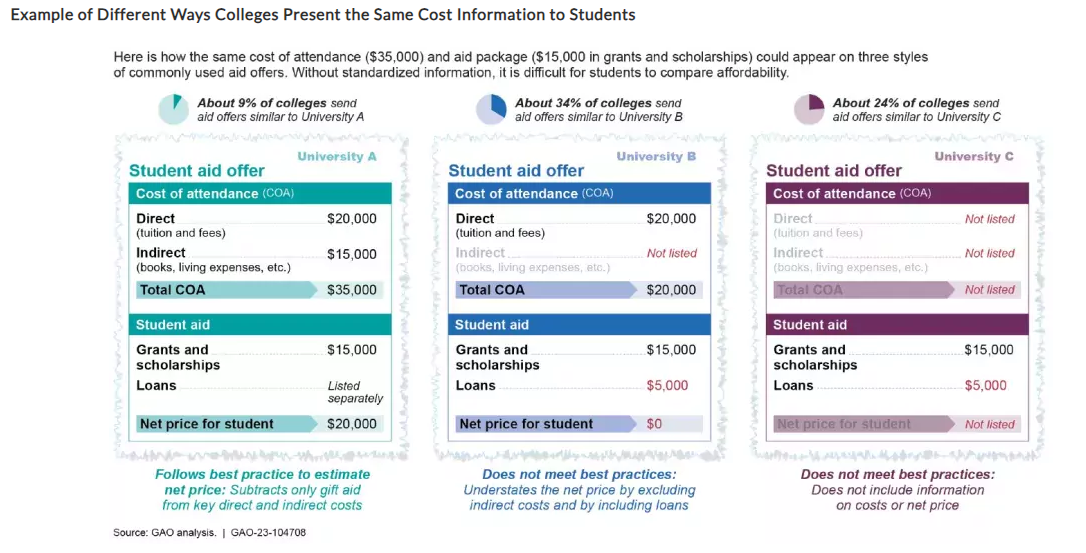 Example of Different Ways Colleges Present the Same Cost Information to Students
Here is how the same cost of attendance ($35,000) and aid package ($15,000 in grants and scholarships) could appear on three styles
of commonly used aid offers. Without standardized information, it is difficult for students to compare affordability.
About 9% of colleges send
aid offers similar to University A
University A
Student aid offer
Cost of attendance (COA)
Direct $20,000
(tuition and fees)
Indirect $15,000
(books, living expenses, etc.)
Total COA $35,000
Student aid
Grants and $15,000
scholarships
Loans Listed
separately
Net price for student $20,000
Follows best practice to estimate
net price: Subtracts only gift aid
from key direct and indirect costs
About 34% of colleges send
aid offers similar to University B
University B
Student aid offer
Cost of attendance (COA)
Direct $20,000
(tuition and fees)
Indirect Not listed
(books, living expenses, etc.)
Total COA $20,000
Student aid
Grants and $15,000
scholarships
Loans $5,000
Net price for student $0
Does not meet best practices:
Understates the net price by excluding
indirect costs and by including loans
About 24% of colleges send
aid offers similar to University C
University C
Student aid offer
Cost of attendance (COA)
Direct Not listed
(tuition and fees)
Indirect Not listed
(books, living expenses, etc.)
Total COA Not listed
Student aid
Grants and $15,000
scholarships
Loans $5,000
Net price for student Not listed
Does not meet best practices:
Does not include information
on costs or net price
Source: GAO analysis. | GAO-23-104708